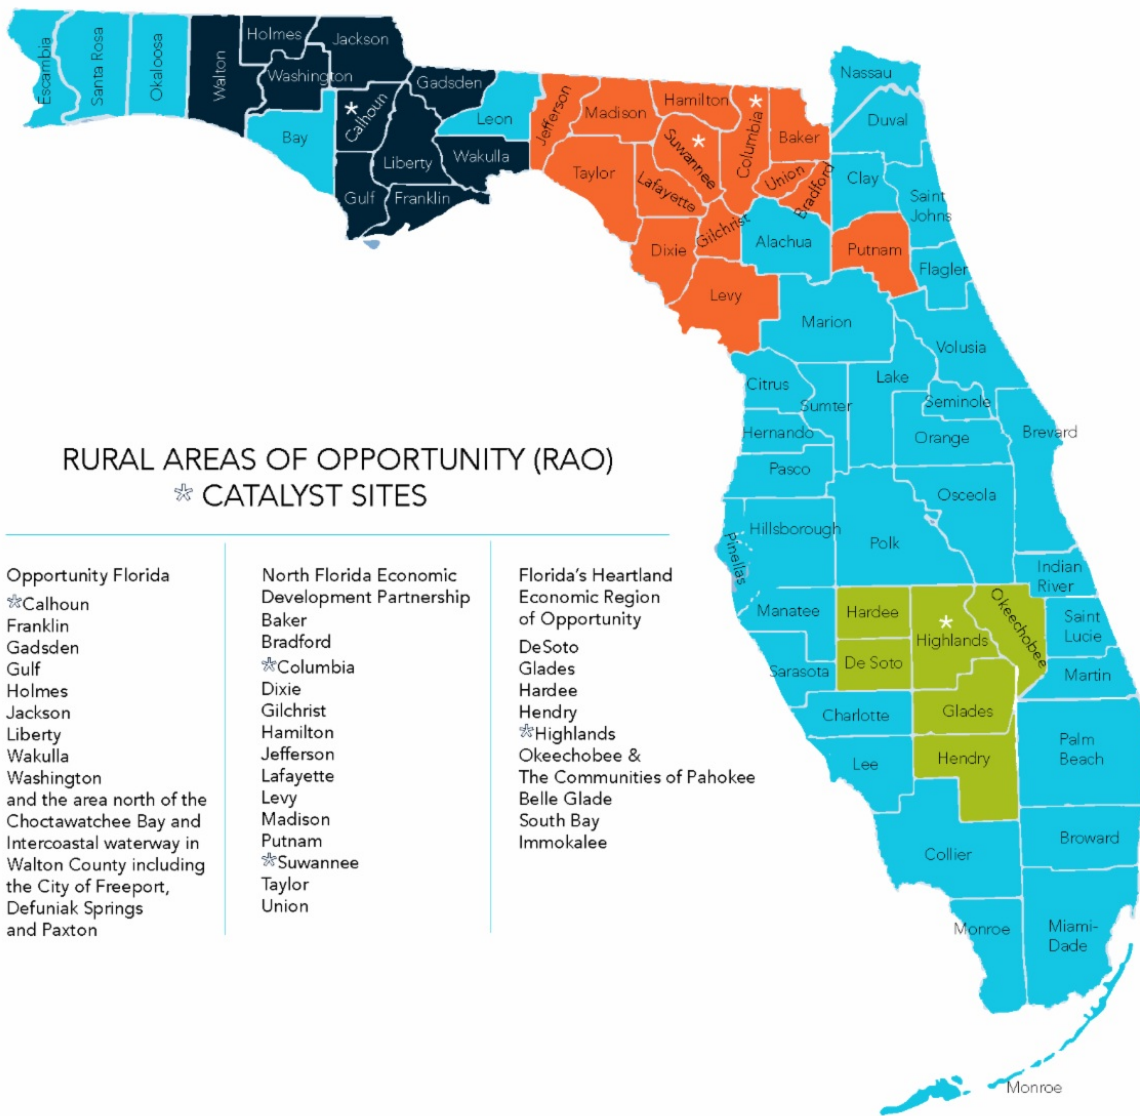 Escambia
Santa Rosa
Okaloosa
Walton
Holmes
Jackson
Washington
Bay
* Calhoun
Gadsden
Liberty
Gulf
Franklin
Wakulla
Leon
Jefferson
Madison
Hamilton
Suwannee *
Columbia *
Baker
Taylor
Lafayette
Union
Bradford
Dixie
Gilchrist
Alachua
Levy
Nassau
Duval
Clay
Saint
Johns
Putnam
Flagler
Marion
Volusia
Citrus
Sumter
Lake
Seminole
Hernando
Orange
Brevard
Pasco
Osceola
Hillsborough
Pinellas
Polk
Indian
River
Manatee
Hardee
*
Highlands
Okeechobee
Saint
Lucie
Sarasota
De Soto
Martin
Charlotte
Glades
Lee
Hendry
Palm
Beach
Collier
Broward
Monroe
Miami-
Dade
Monroe
RURAL AREAS OF OPPORTUNITY (RAO)
* CATALYST SITES
Opportunity Florida
*Calhoun
Franklin
Gadsden
Gulf
Holmes
Jackson
Liberty
Wakulla
Washington
and the area north of the
Choctawatchee Bay and
Intercoastal waterway in
Walton County including
the City of Freeport,
Defuniak Springs
and Paxton
North Florida Economic
Development Partnership
Baker
Bradford
*Columbia
Dixie
Gilchrist
Hamilton
Jefferson
Lafayette
Levy
Madison
Putnam
*Suwannee
Taylor
Union
Florida's Heartland
Economic Region
of Opportunity
DeSoto
Glades
Hardee
Hendry
*Highlands
Okeechobee &
The Communities of Pahokee
Belle Glade
South Bay
Immokalee